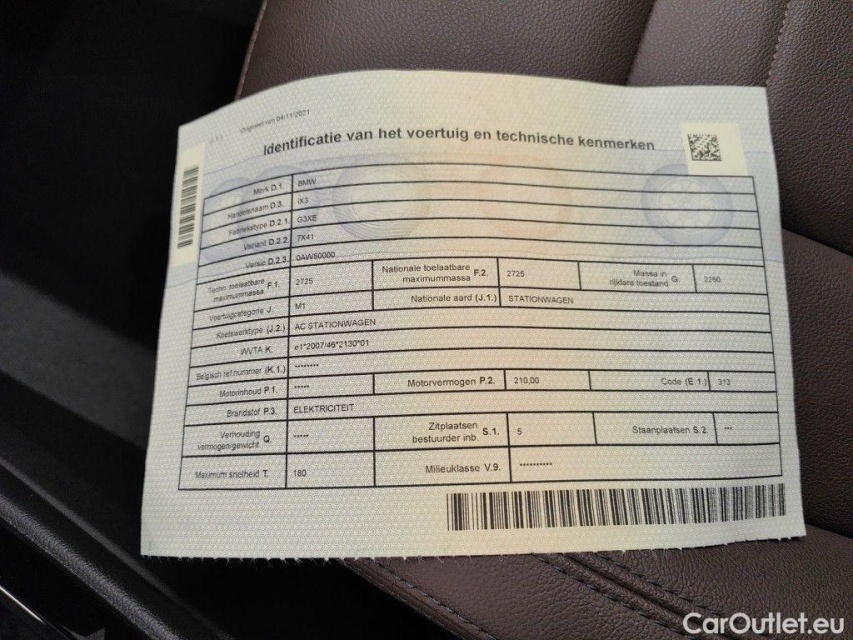 Origineel van 04/11/2021
Identificatie van het voertuig en technische kenmerken
Merk D.1. BMW
Handelsnaam D.3. iX3
Fabriekstype D.2.1. G3XE
Variant D.2.2. 7X41
Versie D.2.3. 0AW50000
Techn. toelaatbare maximummassa F.1. 2725 Nationale toelaatbare maximummassa F.2. 2725 Massa in rijklare toestand G. 2260
Voertuigcategorie J. M1 Nationale aard (J.1.) STATIONWAGEN
Koetswerktype (J.2.) AC STATIONWAGEN
WVTA K. e1*2007/46*2130*01
Belgisch ref.nummer (K.1.) ********
Motorinhoud P.1. ***** Motorvermogen P.2. 210,00 Code (E.1.) 313
Brandstof P.3. ELEKTRICITEIT
Verhouding vermogen/gewicht Q. ***** Zitplaatsen bestuurder inb. S.1. 5 Staanplaatsen S.2. ***
Maximum snelheid T. 180 Milieuklasse V.9. **********
CarOutlet.eu